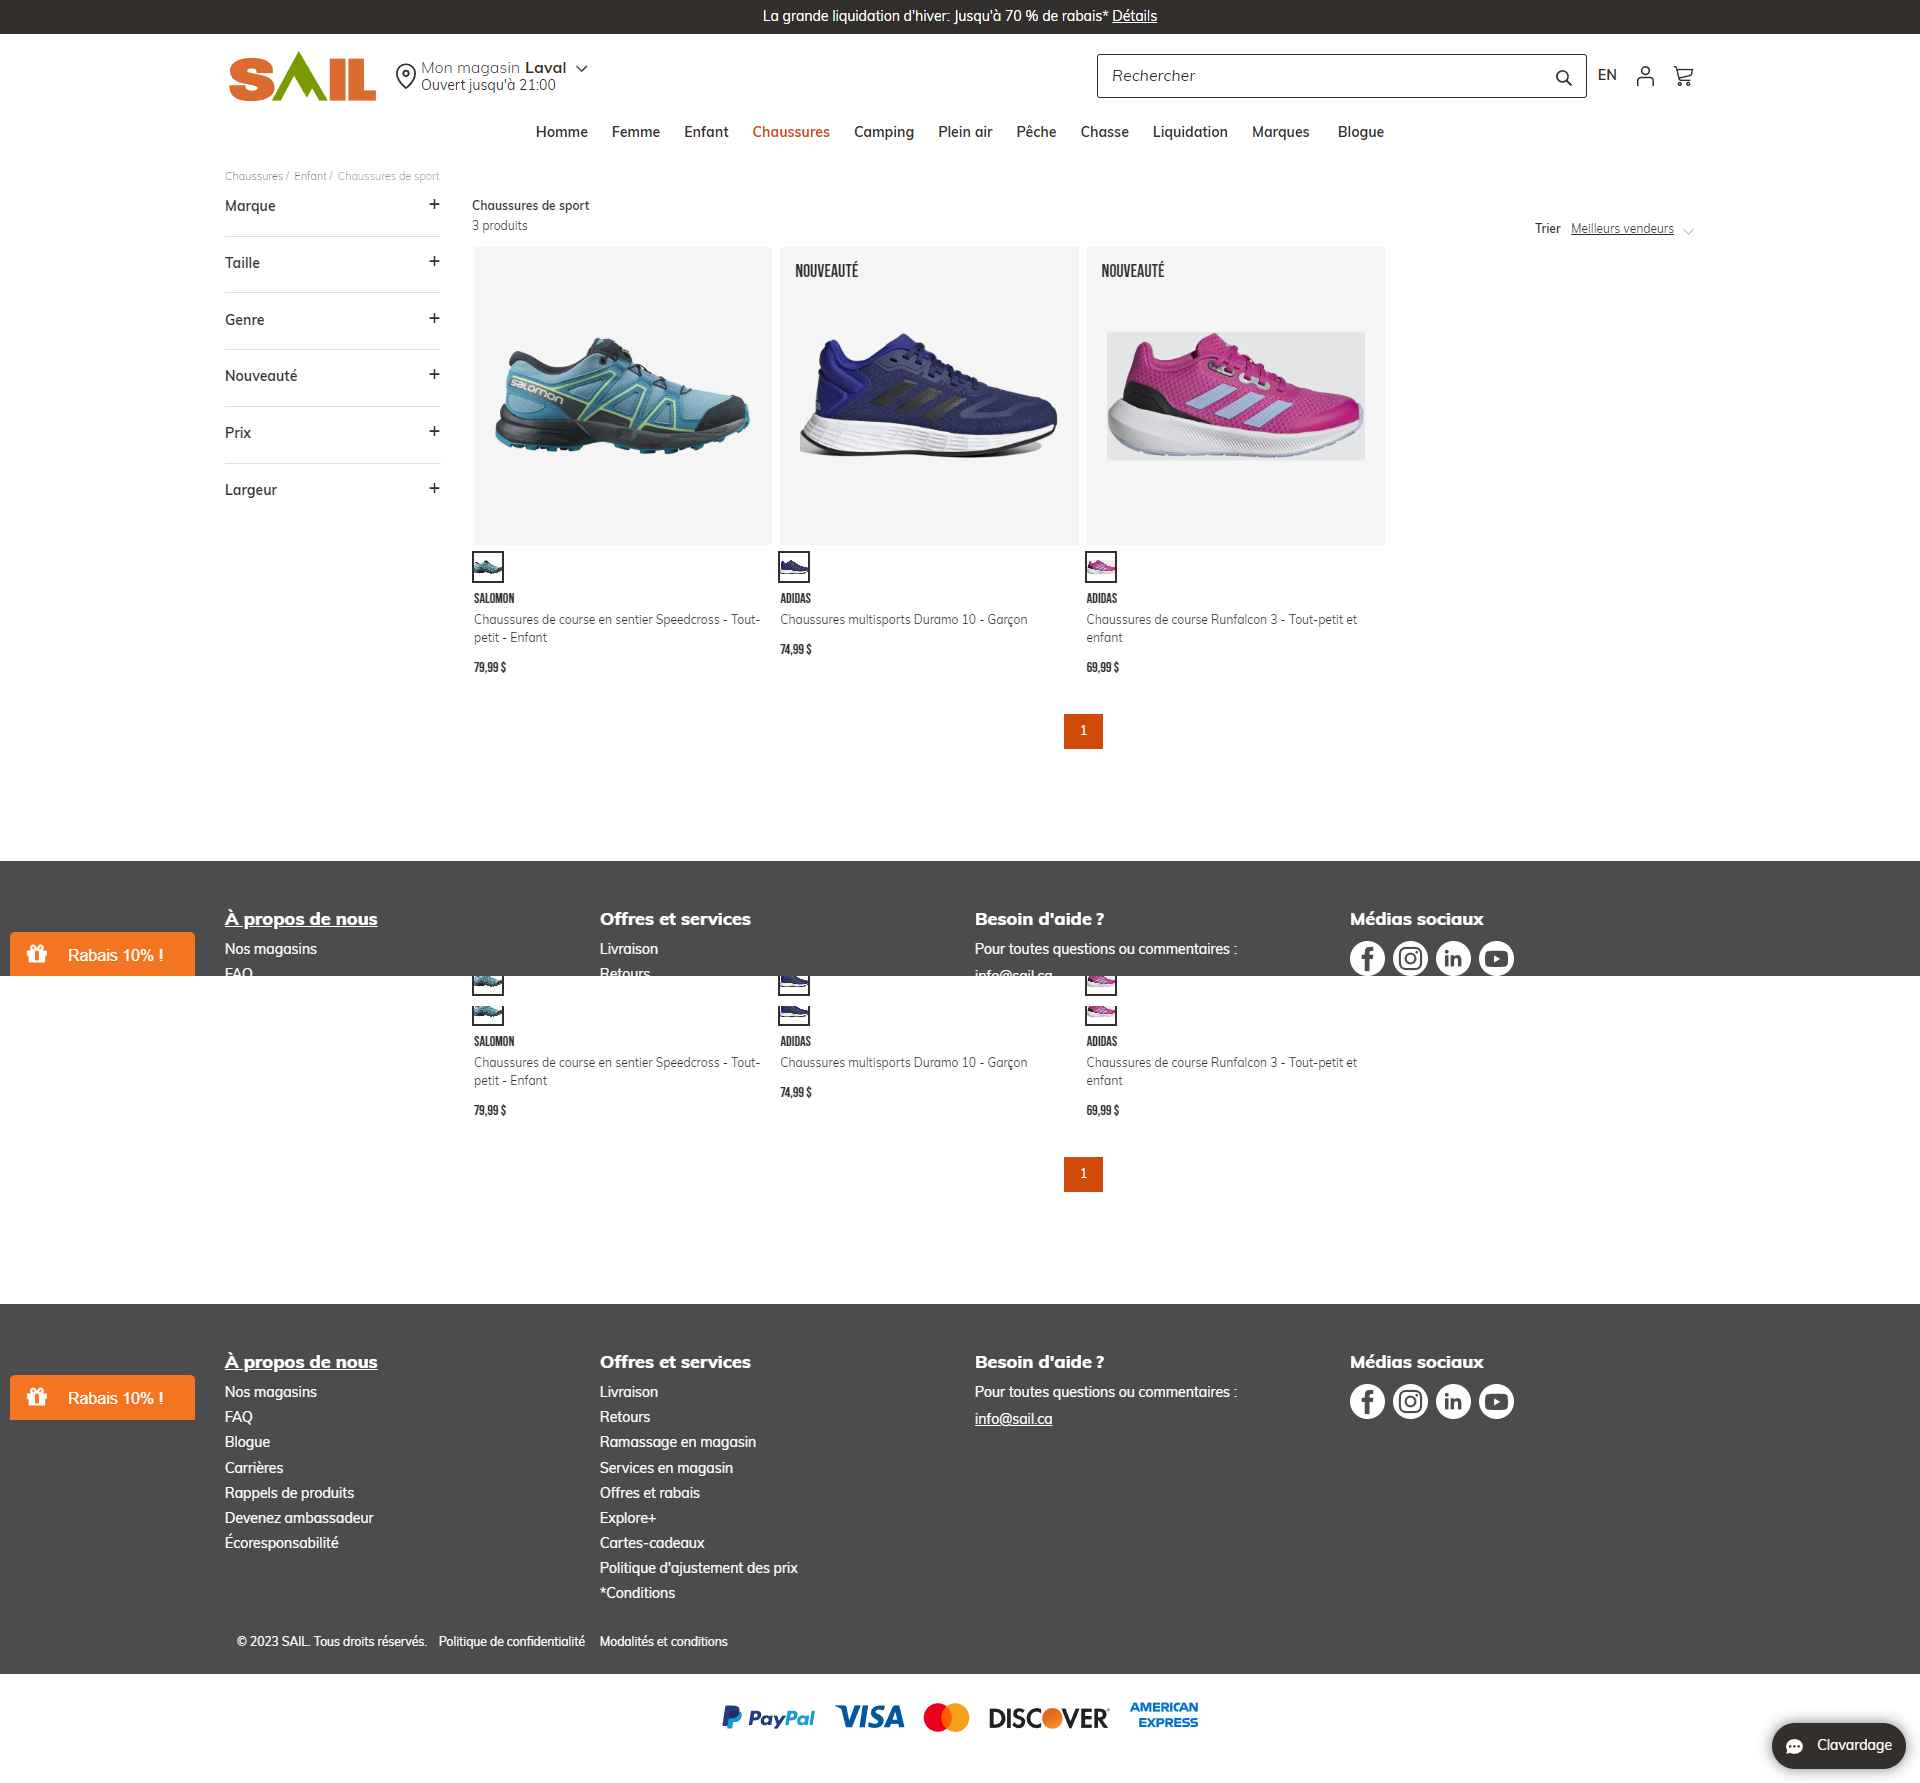 La grande liquidation d'hiver: Jusqu'à 70 % de rabais* Détails
SAIL
Mon magasin Laval
Ouvert jusqu'à 21:00
Rechercher
EN
Homme Femme Enfant Chaussures Camping Plein air Pêche Chasse Liquidation Marques Blogue
Chaussures / Enfant / Chaussures de sport
Marque +
Taille +
Genre +
Nouveauté +
Prix +
Largeur +
Chaussures de sport
3 produits
Trier Meilleurs vendeurs
NOUVEAUTÉ
NOUVEAUTÉ
salomon
SALOMON
Chaussures de course en sentier Speedcross - Tout-
petit - Enfant
79,99 $
ADIDAS
Chaussures multisports Duramo 10 - Garçon
74,99 $
ADIDAS
Chaussures de course Runfalcon 3 - Tout-petit et
enfant
69,99 $
1
À propos de nous
Nos magasins
FAQ
Offres et services
Livraison
Retours
Besoin d'aide ?
Pour toutes questions ou commentaires :
info@sail.ca
Médias sociaux
Rabais 10% !
SALOMON
Chaussures de course en sentier Speedcross - Tout-
petit - Enfant
79,99 $
ADIDAS
Chaussures multisports Duramo 10 - Garçon
74,99 $
ADIDAS
Chaussures de course Runfalcon 3 - Tout-petit et
enfant
69,99 $
1
Rabais 10% !
À propos de nous
Nos magasins
FAQ
Blogue
Carrières
Rappels de produits
Devenez ambassadeur
Écoresponsabilité
Offres et services
Livraison
Retours
Ramassage en magasin
Services en magasin
Offres et rabais
Explore+
Cartes-cadeaux
Politique d'ajustement des prix
*Conditions
Besoin d'aide ?
Pour toutes questions ou commentaires :
info@sail.ca
Médias sociaux
© 2023 SAIL. Tous droits réservés. Politique de confidentialité Modalités et conditions
PayPal VISA DISCOVER AMERICAN EXPRESS
Clavardage